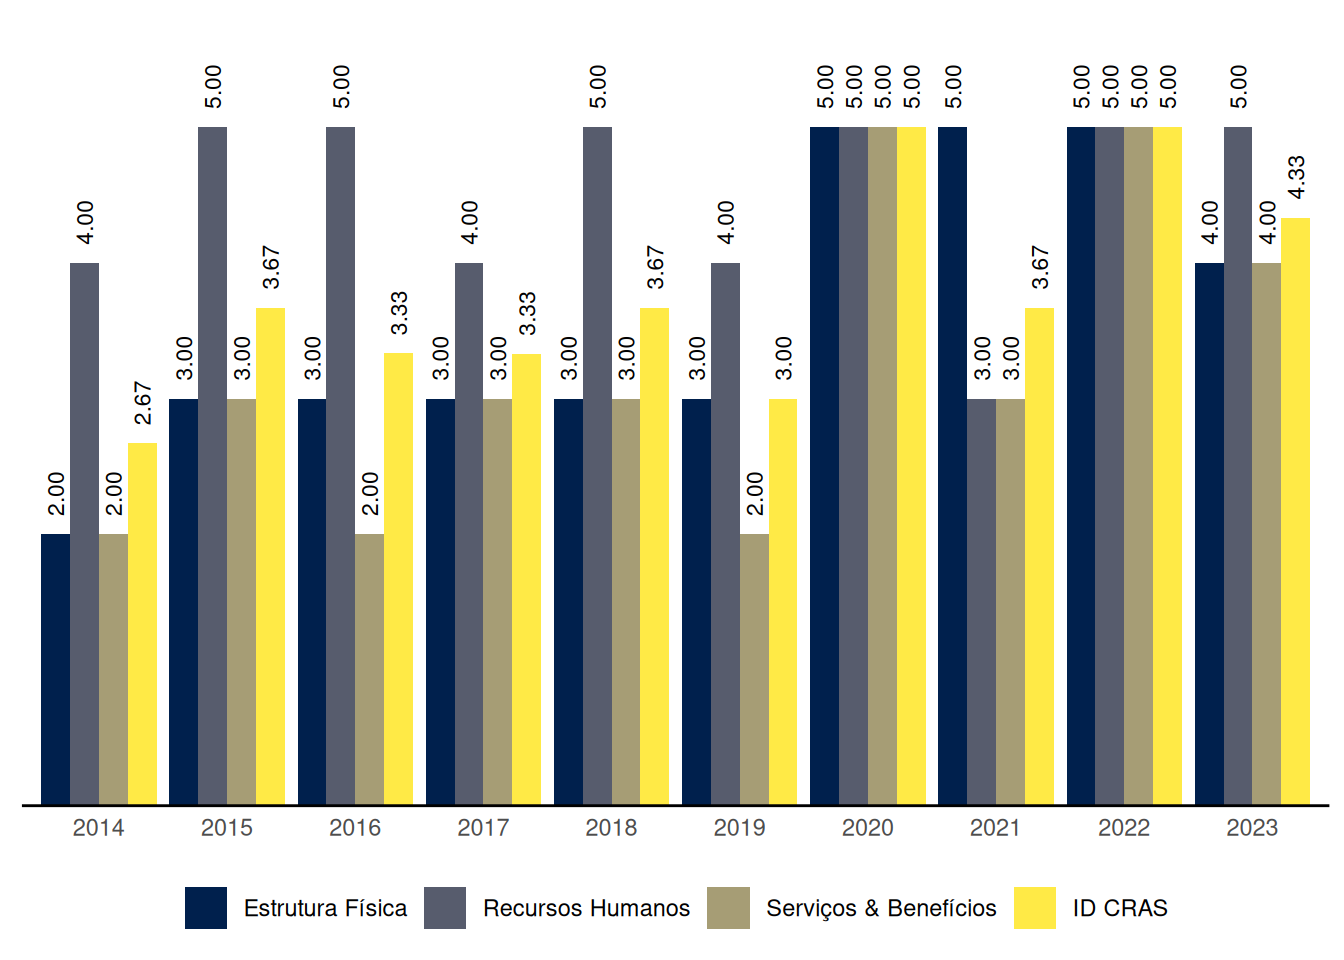 5.00 5.00 5.00 5.00 5.00 5.00 5.00 5.00 5.00 5.00 5.00 5.00 5.00
4.33
4.00 4.00 4.00 4.00 4.00
3.67 3.67 3.67
3.33 3.33
3.00 3.00 3.00 3.00 3.00 3.00 3.00 3.00 3.00 3.00 3.00
2.67
2.00 2.00 2.00 2.00
2014 2015 2016 2017 2018 2019 2020 2021 2022 2023
Estrutura Física Recursos Humanos Serviços & Benefícios ID CRAS